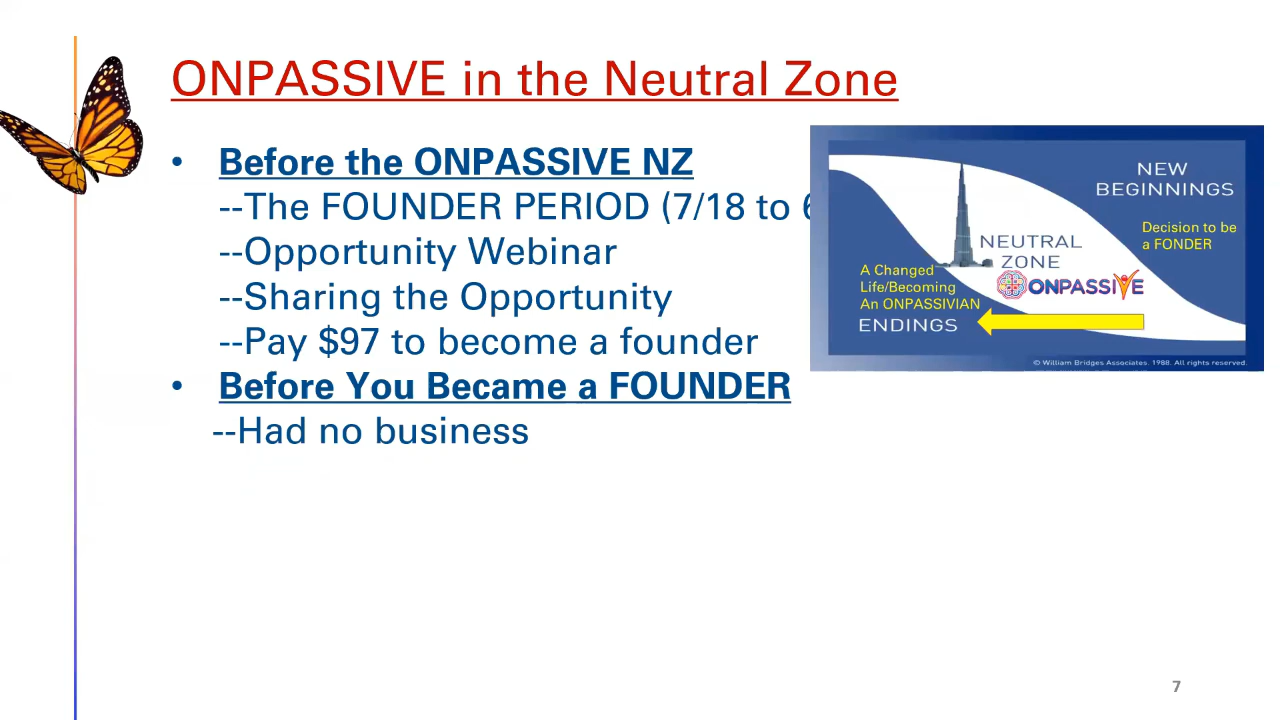 ONPASSIVE in the Neutral Zone
• Before the ONPASSIVE NZ
--The FOUNDER PERIOD (7/18 to
--Opportunity Webinar
--Sharing the Opportunity
--Pay $97 to become a founder
• Before You Became a FOUNDER
--Had no business
NEW
BEGINNINGS
Decision to be
a FONDER
NEUTRAL
ZONE
ONPASSIVE
A Changed
Life/Becoming
An ONPASSIVIAN
ENDINGS
© William Bridges Associates. 1988. All rights reserved.
7